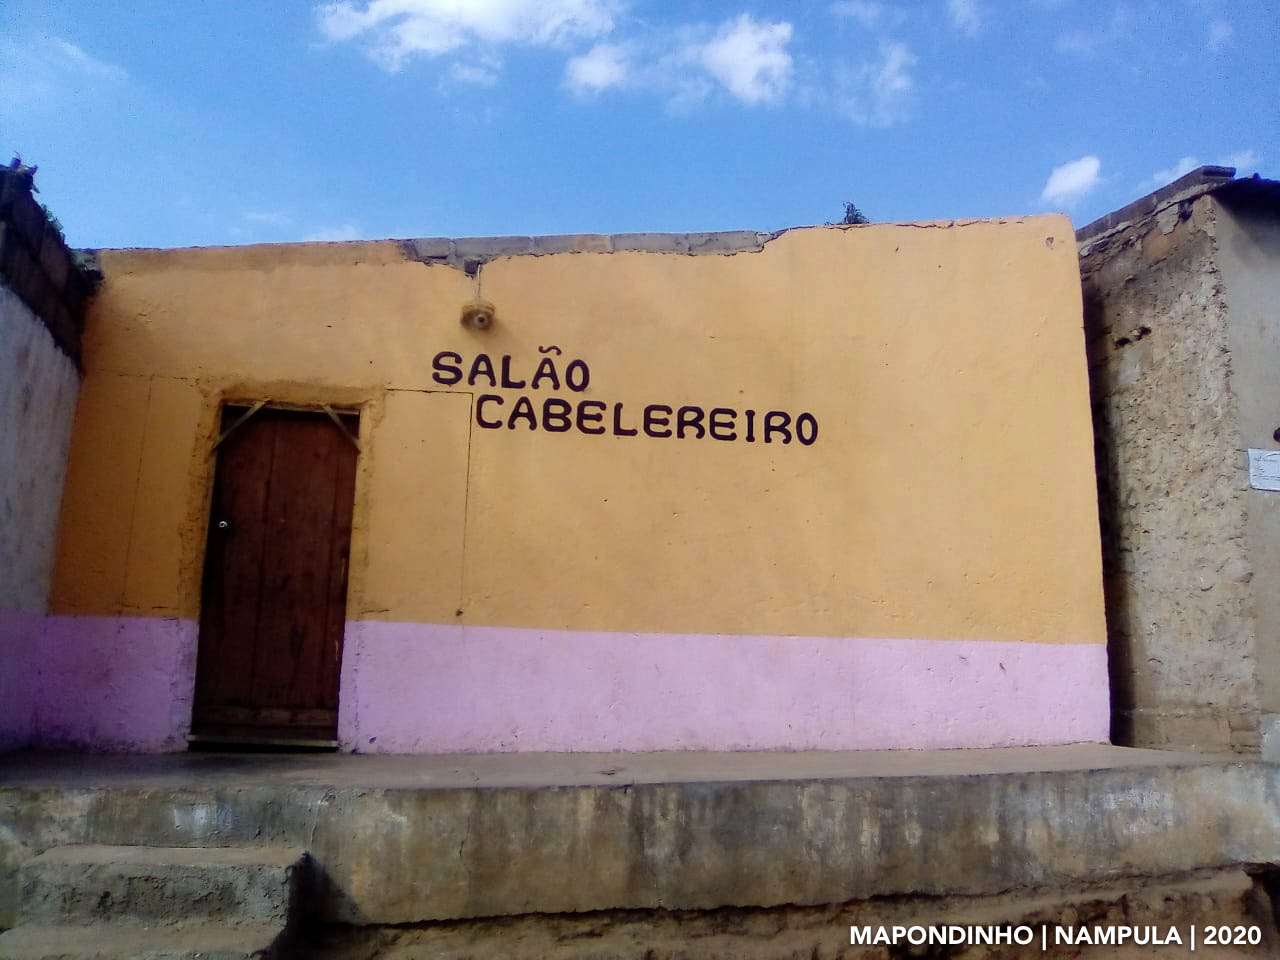 SALÃO
CABELEREIRO
MAPONDINHO | NAMPULA | 2020